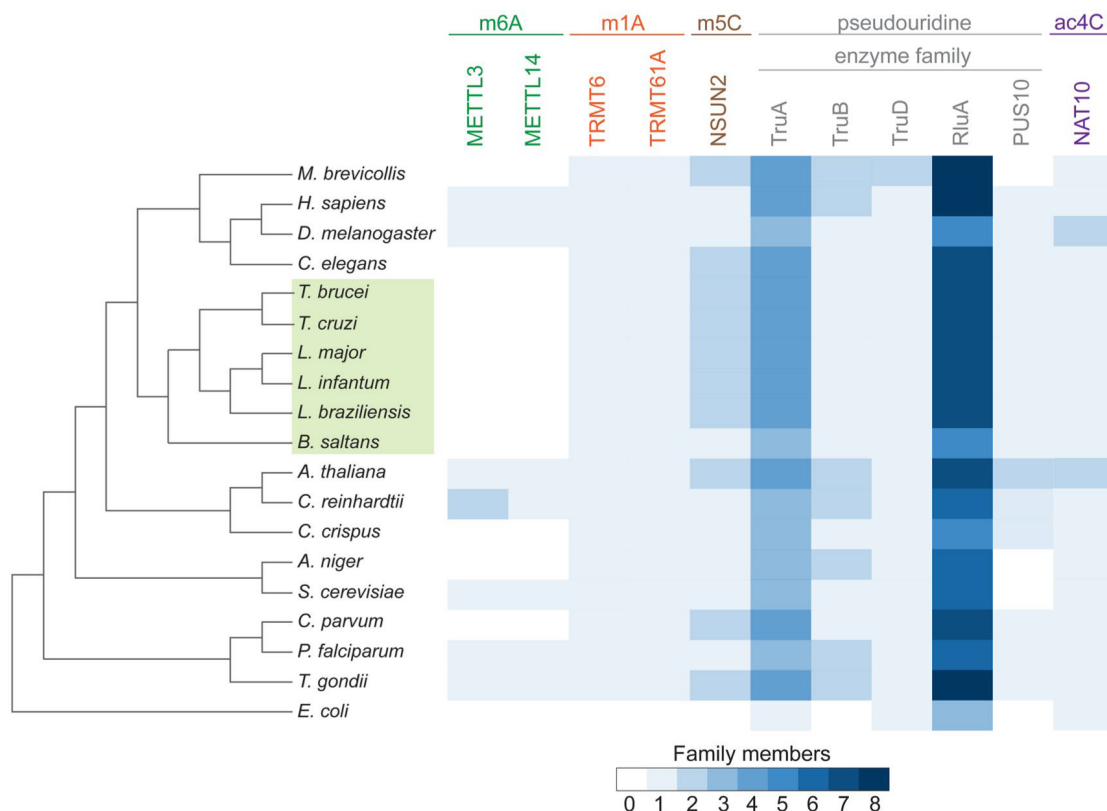 m6A m1A m5C pseudouridine ac4C
enzyme family
METTL3 METTL14 TRMT6 TRMT61A NSUN2 TruA TruB TruD RluA PUS10 NAT10
M. brevicollis
H. sapiens
D. melanogaster
C. elegans
T. brucei
T. cruzi
L. major
L. infantum
L. braziliensis
B. saltans
A. thaliana
C. reinhardtii
C. crispus
A. niger
S. cerevisiae
C. parvum
P. falciparum
T. gondii
E. coli
Family members
0 1 2 3 4 5 6 7 8